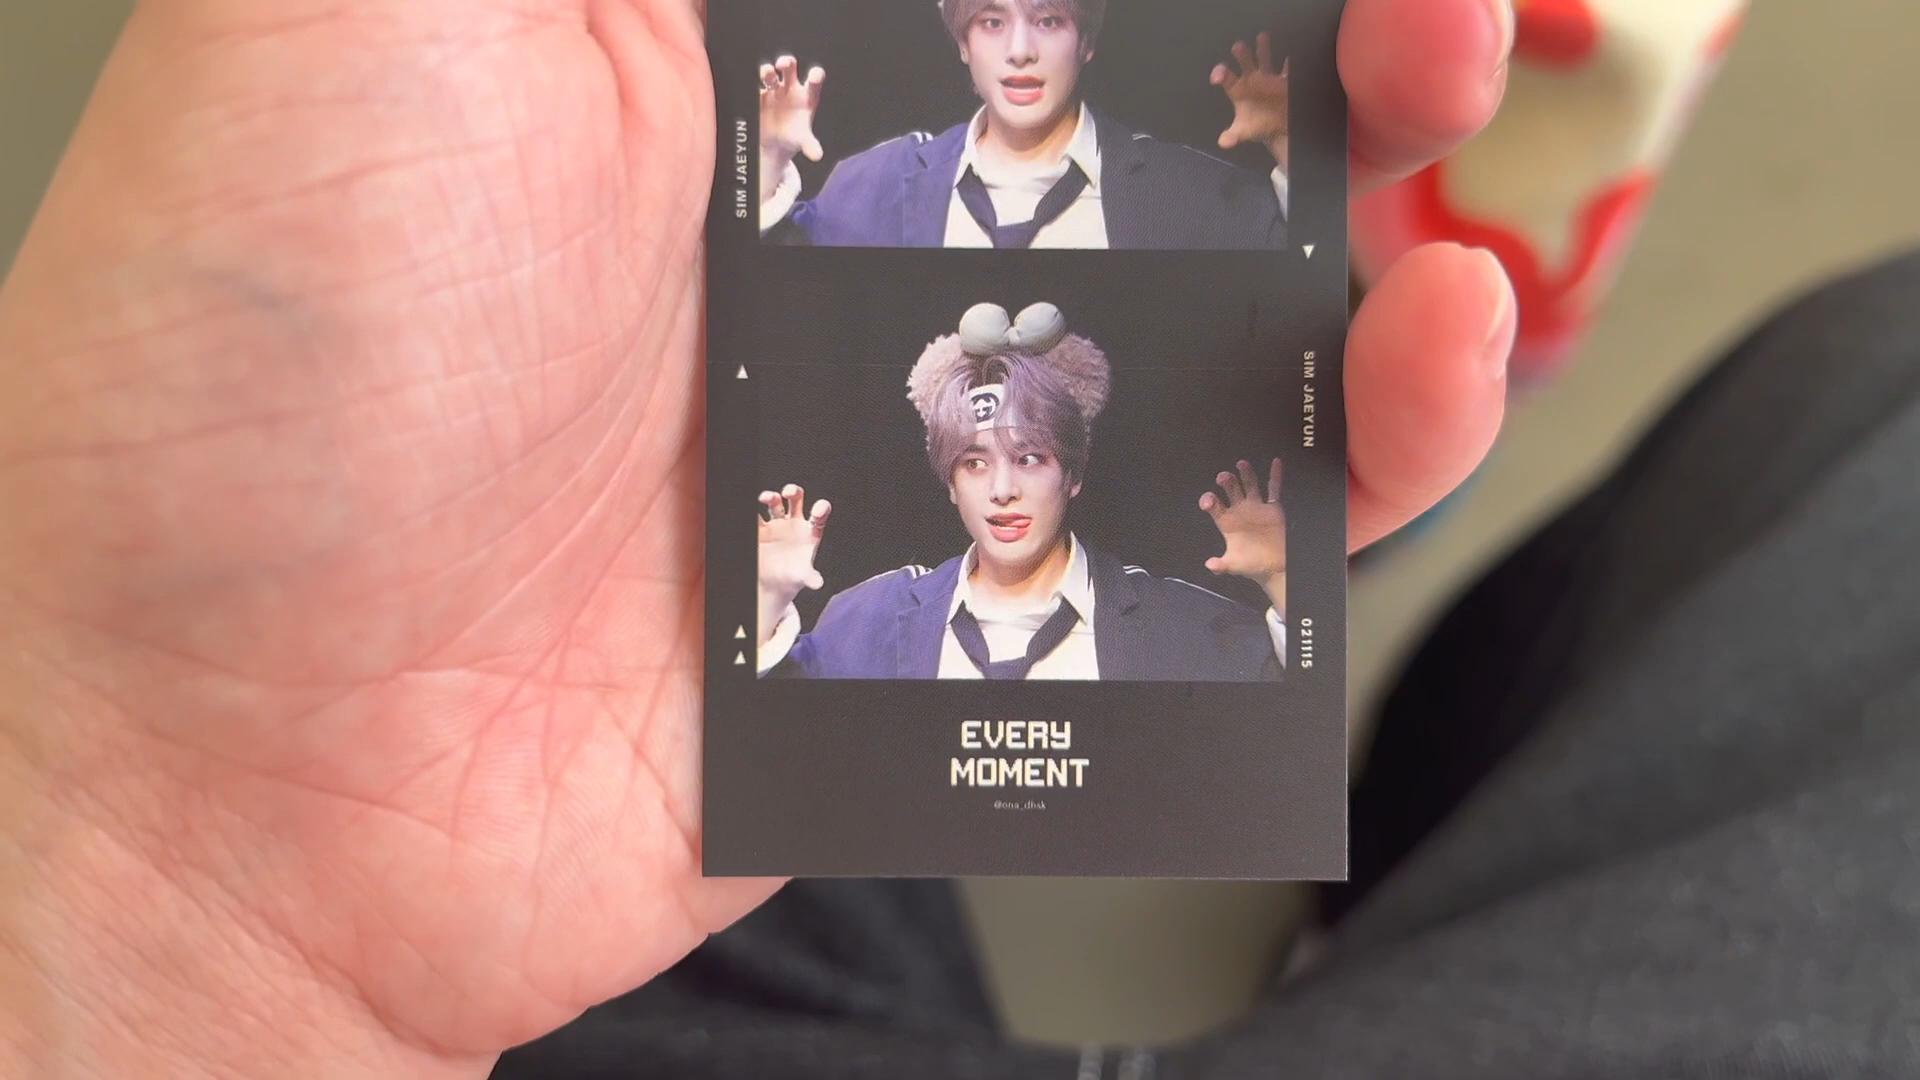 SIM JAEYUN
SIM JAEYUN
021115
EVERY
MOMENT
@ona_dhsk